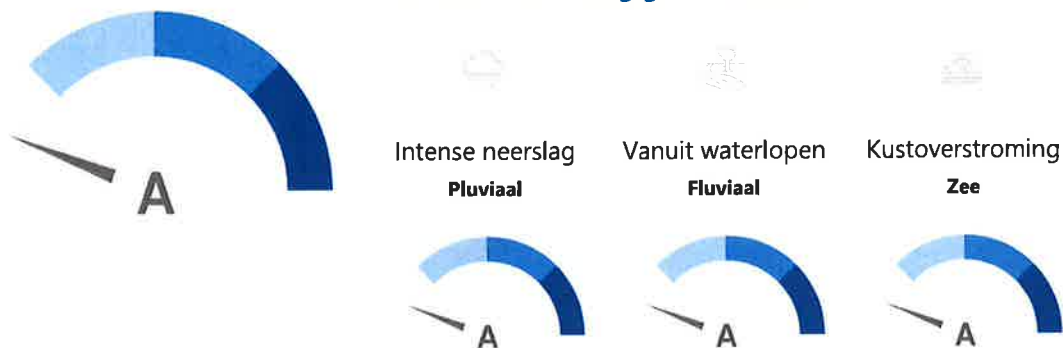 A
Intense neerslag
Pluviaal
A
Vanuit waterlopen
Fluviaal
A
Kustoverstroming
Zee
A